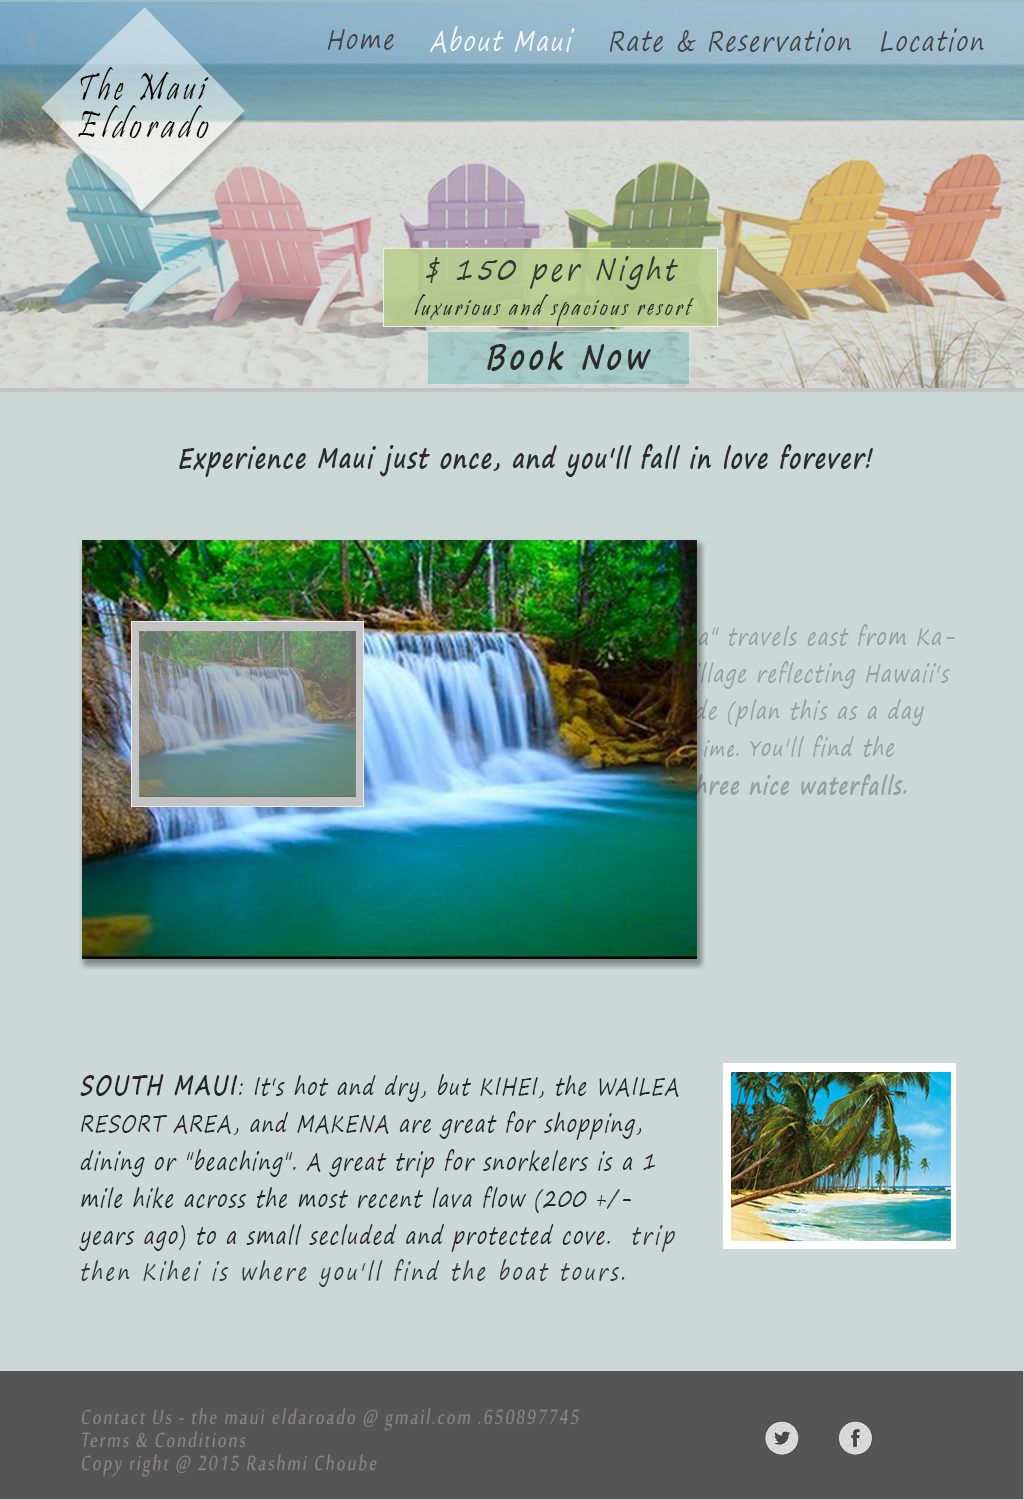 Home About Maui Rate & Reservation Location
The Maui
Eldorado
$ 150 per Night
luxurious and spacious resort
Book Now
Experience Maui just once, and you'll fall in love forever!
travels east from Ka-
reflecting Hawaii's
(plan this as a day
You'll find the
nice waterfalls.
SOUTH MAUI: It's hot and dry, but KIHEI, the WAILEA
RESORT AREA, and MAKENA are great for shopping,
dining or "beaching". A great trip for snorkelers is a 1
mile hike across the most recent lava flow (200 +/-
years ago) to a small secluded and protected cove. trip
then Kihei is where you'll find the boat tours.
Contact Us - the maui eldaroado @ gmail.com .650897745
Terms & Conditions
Copy right @ 2015 Rashmi Choube